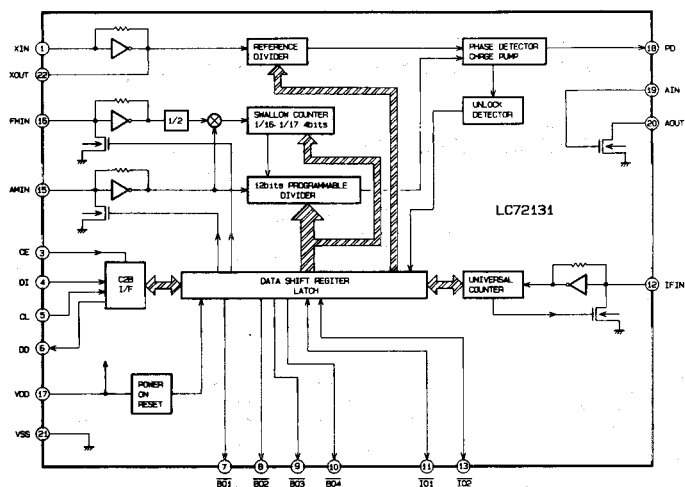 XIN 1
REFERENCE
DIVIDER
PHASE DETECTOR
CHRGE PUMP
18 PD
XOUT 22
19 AIN
FMIN 16
1/2
SWALLOW COUNTER
1/16-1/17 4bits
UNLOCK
DETECTOR
20 AOUT
AMIN 15
12bits PROGRAMMABLE
DIVIDER
LC72131
CE 3
DI 4
C2B
I/F
DATA SHIFT REGITER
LATCH
UNIVERSAL
COUNTER
12 IFIN
CL 5
DO 6
VDD 17
POWER
ON
RESET
VSS 21
7 8 9 10 11 13
BO1 BO2 BO3 BO4 IO1 IO2